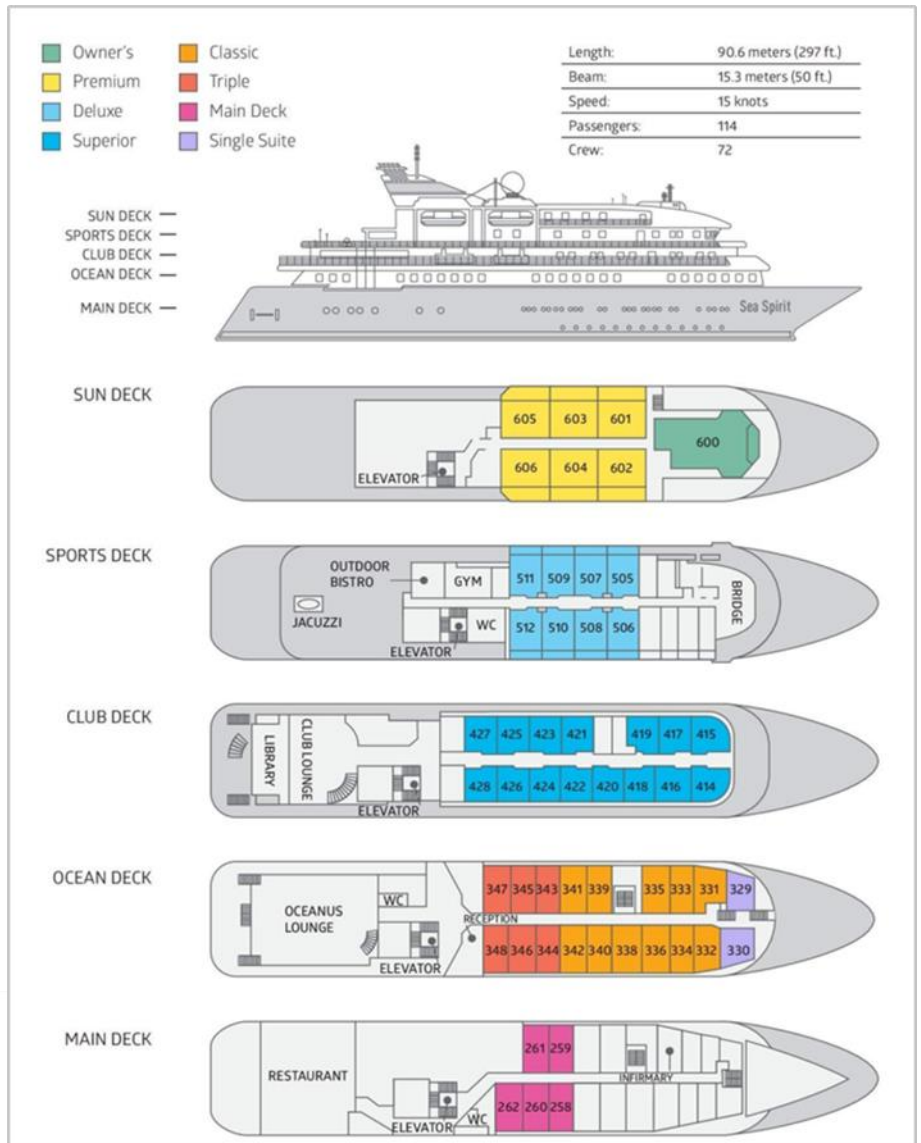 Owner's
Premium
Deluxe
Superior
Classic
Triple
Main Deck
Single Suite
Length: 90.6 meters (297 ft.)
Beam: 15.3 meters (50 ft.)
Speed: 15 knots
Passengers: 114
Crew: 72
SUN DECK
SPORTS DECK
CLUB DECK
OCEAN DECK
MAIN DECK
Sea Spirit
SUN DECK
605 603 601
600
606 604 602
ELEVATOR
SPORTS DECK
OUTDOOR
BISTRO
GYM
511 509 507 505
BRIDGE
JACUZZI
WC
512 510 508 506
ELEVATOR
CLUB DECK
LIBRARY
CLUB LOUNGE
427 425 423 421 419 417 415
428 426 424 422 420 418 416 414
ELEVATOR
OCEAN DECK
347 345 343 341 339 335 333 331 329
WC
OCEANUS
LOUNGE
RECEPTION
348 346 344 342 340 338 336 334 332 330
ELEVATOR
MAIN DECK
261 259
RESTAURANT
INFIRMARY
262 260 258
WC
ELEVATOR